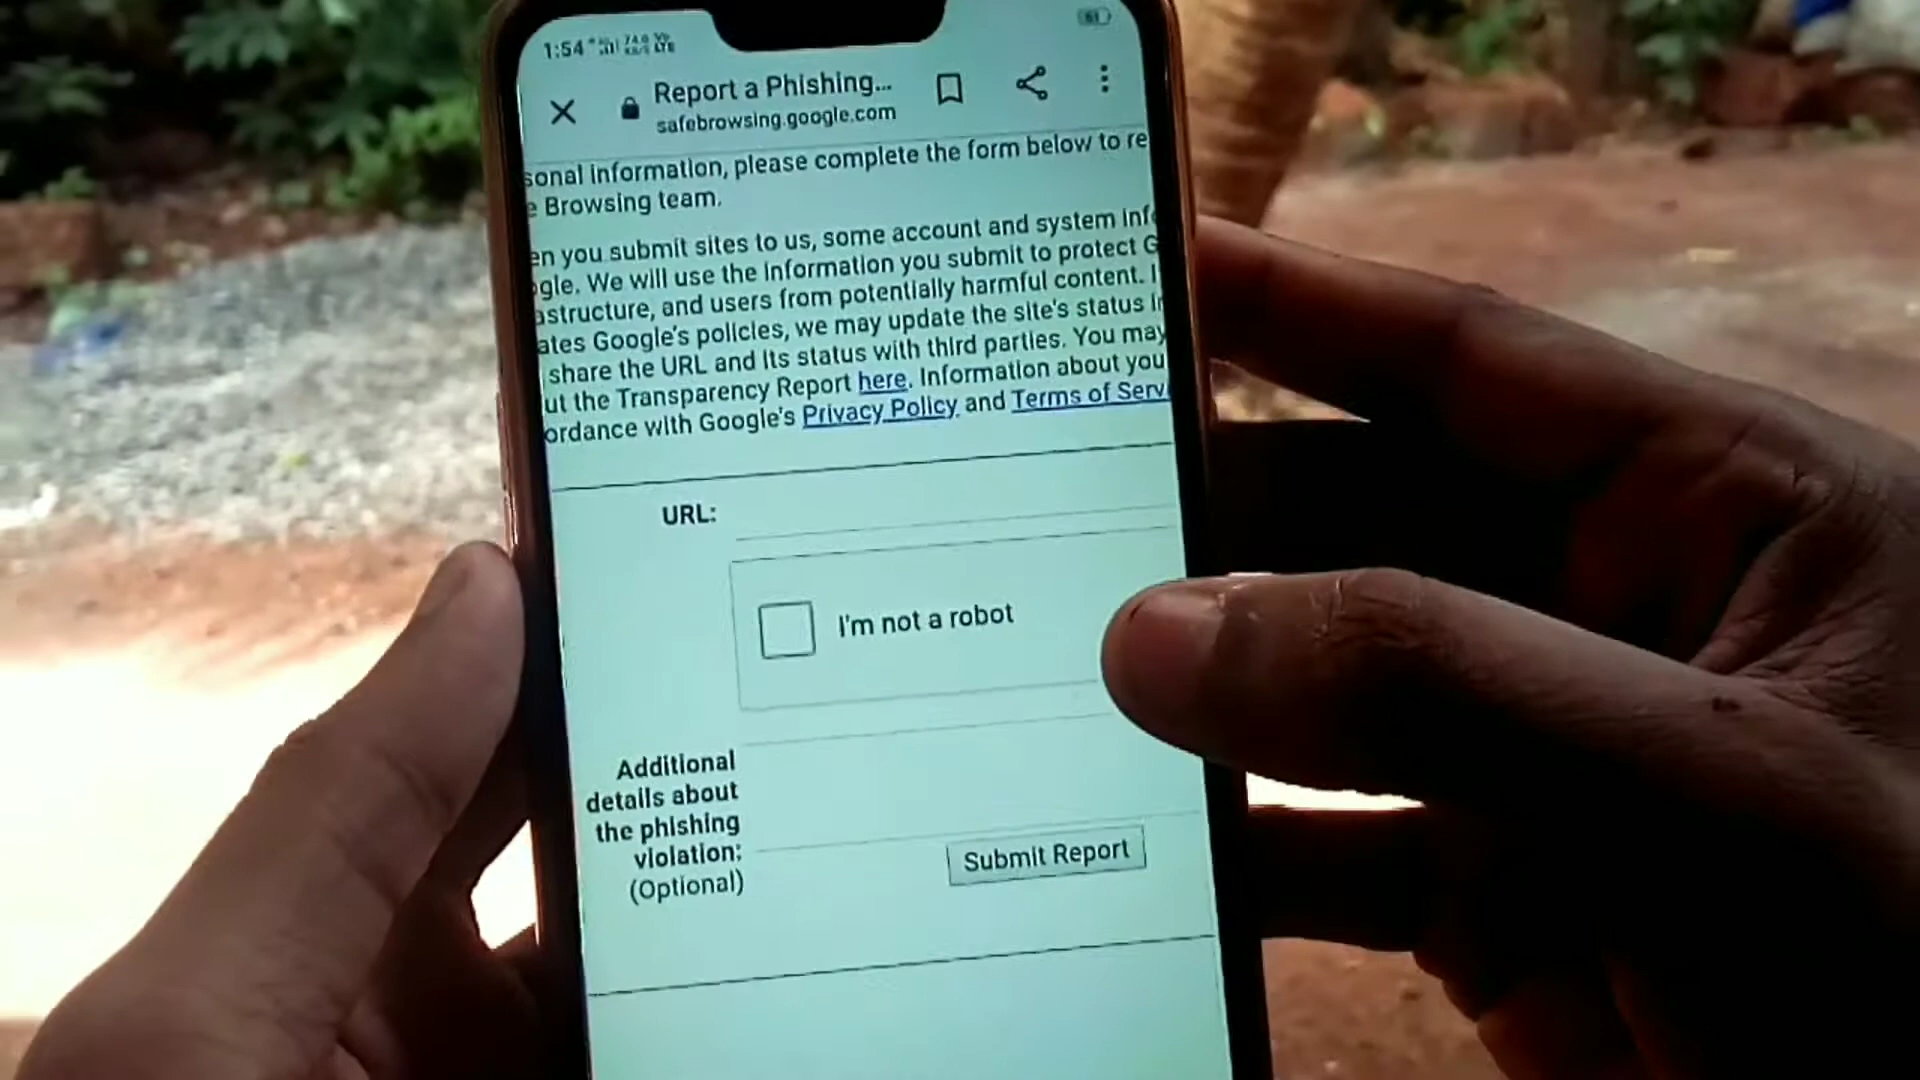 1:54
61
Report a Phishing...
safebrowsing.google.com
sonal information, please complete the form below to re
e Browsing team.
en you submit sites to us, some account and system inf
gle. We will use the information you submit to protect G
astructure, and users from potentially harmful content. I
ates Google's policies, we may update the site's status i
share the URL and its status with third parties. You may
ut the Transparency Report here. Information about you
ordance with Google's Privacy Policy and Terms of Serv
URL:
I'm not a robot
Additional
details about
the phishing
violation:
(Optional)
Submit Report